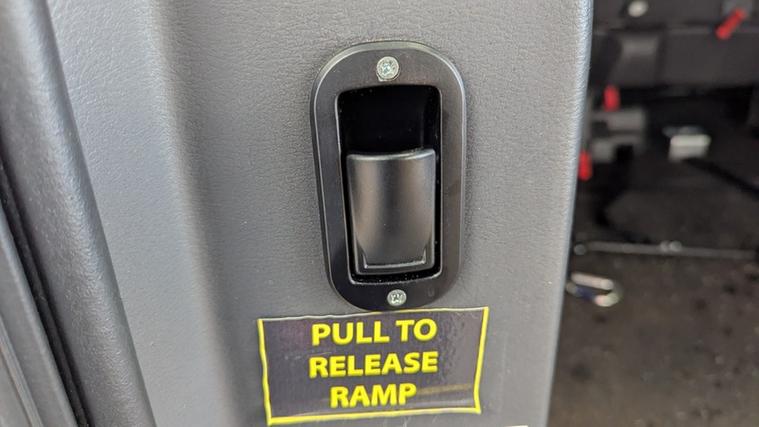 PULL TO
RELEASE
RAMP